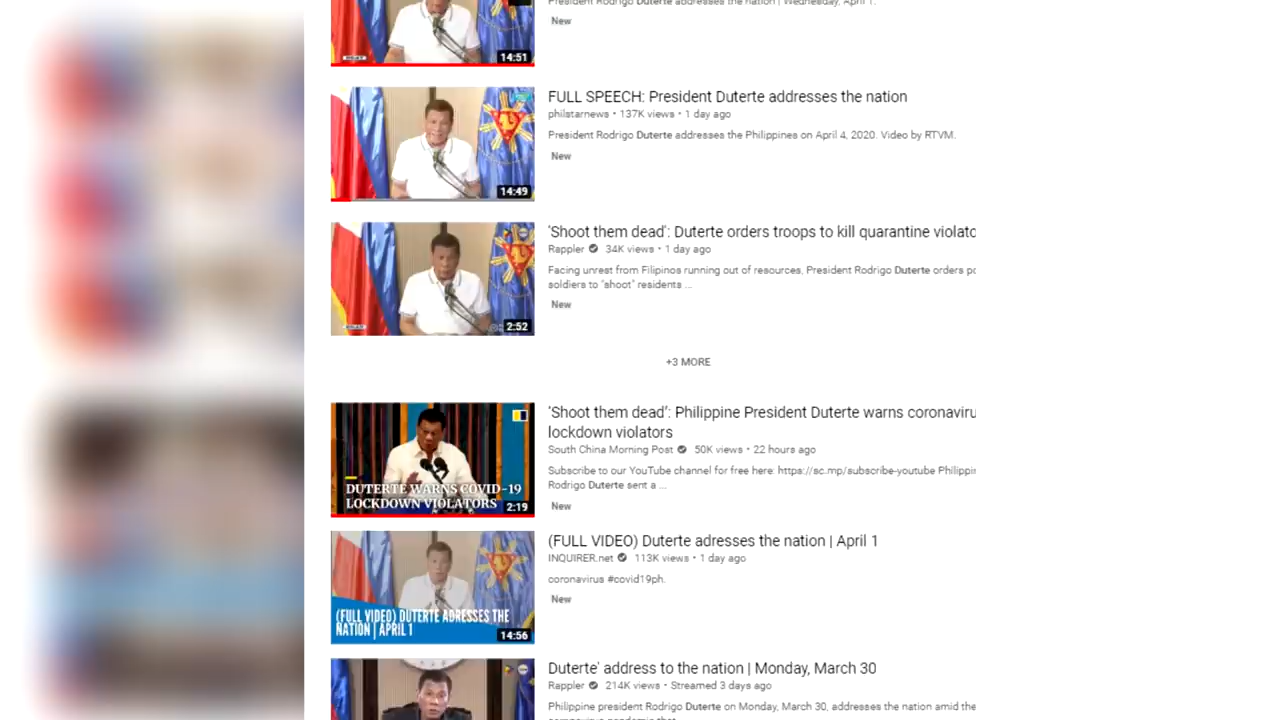 President Rodrigo Duterte addresses the nation | Wednesday, April 1.
New
14:51
FULL SPEECH: President Duterte addresses the nation
philstarnews • 137K views • 1 day ago
President Rodrigo Duterte addresses the Philippines on April 4, 2020. Video by RTVM.
New
14:49
'Shoot them dead': Duterte orders troops to kill quarantine violato
Rappler 34K views • 1 day ago
Facing unrest from Filipinos running out of resources, President Rodrigo Duterte orders po
soldiers to "shoot" residents ...
New
2:52
+3 MORE
'Shoot them dead': Philippine President Duterte warns coronaviru
lockdown violators
South China Morning Post 50K views • 22 hours ago
Subscribe to our YouTube channel for free here: https://sc.mp/subscribe-youtube Philippin
Rodrigo Duterte sent a ...
New
DUTERTE WARNS COVID-19
LOCKDOWN VIOLATORS
2:19
(FULL VIDEO) Duterte adresses the nation | April 1
INQUIRER.net 113K views • 1 day ago
coronavirus #covid19ph.
New
(FULL VIDEO) DUTERTE ADRESSES THE
NATION | APRIL 1
14:56
Duterte' address to the nation | Monday, March 30
Rappler 214K views • Streamed 3 days ago
Philippine president Rodrigo Duterte on Monday, March 30, addresses the nation amid the